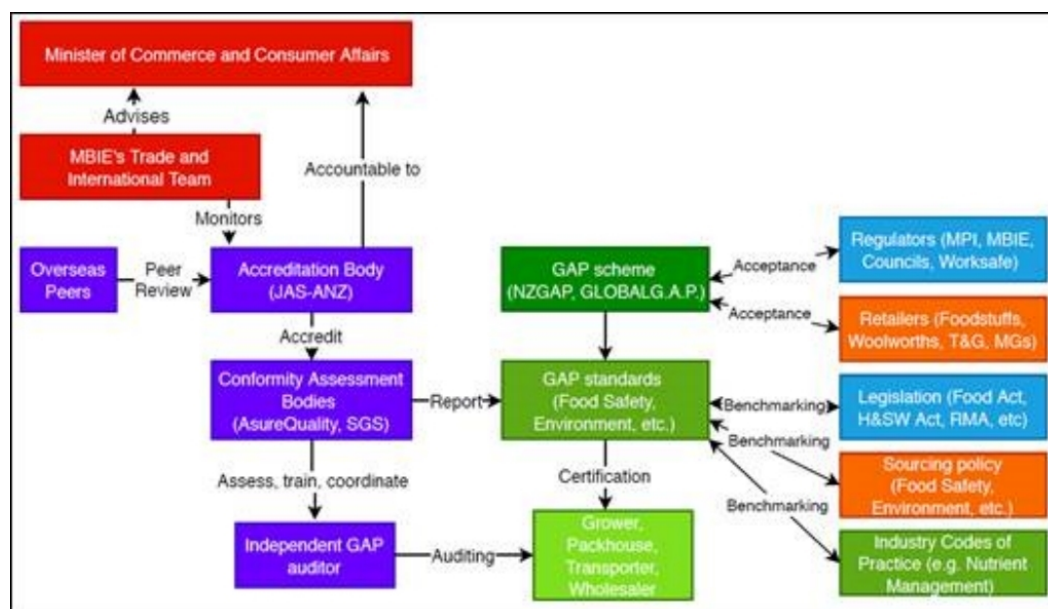 Minister of Commerce and Consumer Affairs
Advises
MBIE's Trade and
International Team
Accountable to
Monitors
Overseas
Peers
Peer
Review
Accreditation Body
(JAS-ANZ)
GAP scheme
(NZGAP, GLOBALG.A.P.)
Acceptance
Regulators (MPI, MBIE,
Councils, Worksafe)
Acceptance
Retailers (Foodstuffs,
Woolworths, T&G, MGs)
Accredit
Conformity Assessment
Bodies
(AsureQuality, SGS)
Report
GAP standards
(Food Safety,
Environment, etc.)
Benchmarking
Legislation (Food Act,
H&SW Act, RMA, etc)
Benchmarking
Sourcing policy
(Food Safety,
Environment, etc.)
Benchmarking
Industry Codes of
Practice (e.g. Nutrient
Management)
Assess, train, coordinate
Certification
Independent GAP
auditor
Auditing
Grower,
Packhouse,
Transporter,
Wholesaler